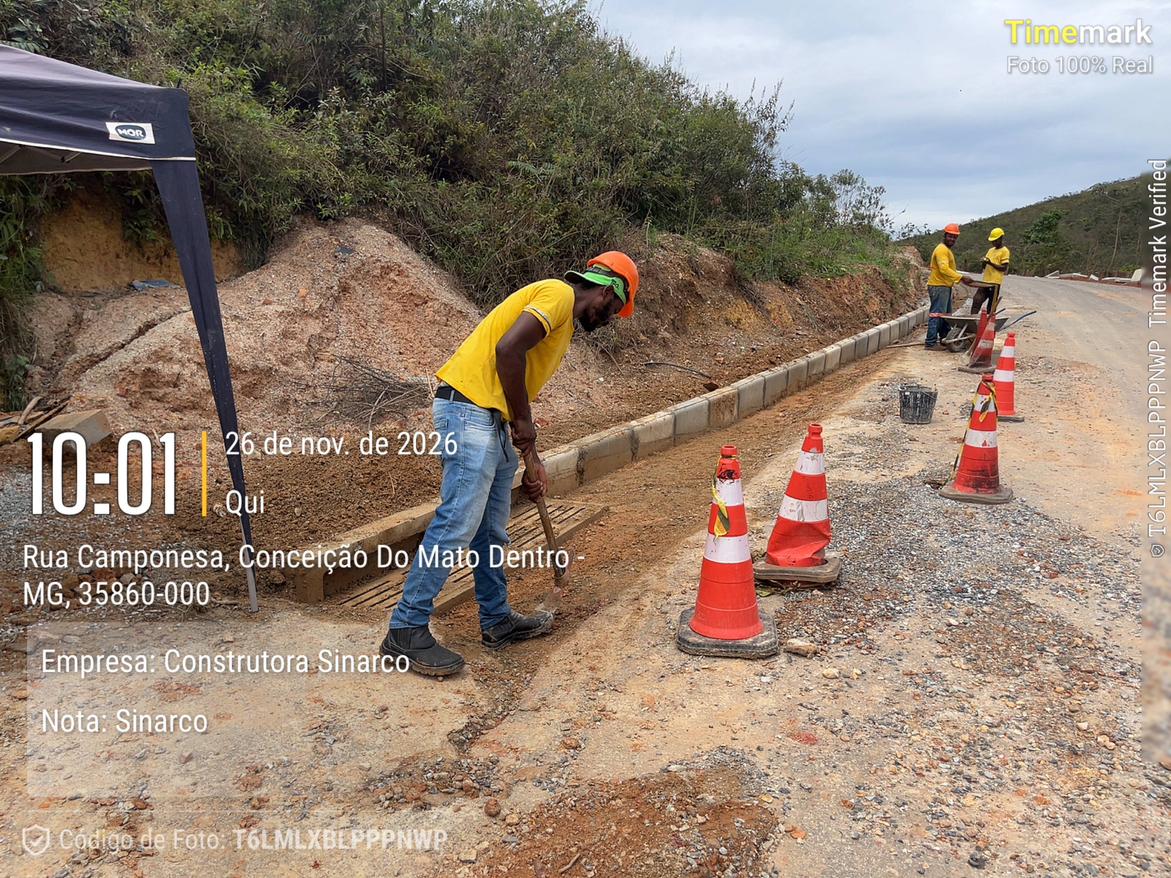 Timemark
Foto 100% Real
MOR
10:01
26 de nov. de 2026
Qui
Rua Camponesa, Conceição Do Mato Dentro -
MG, 35860-000
Empresa: Construtora Sinarco
Nota: Sinarco
Código de Foto: T6LMLXBLPPPNWP
© T6LMLXBLPPPNWP Timemark Verified